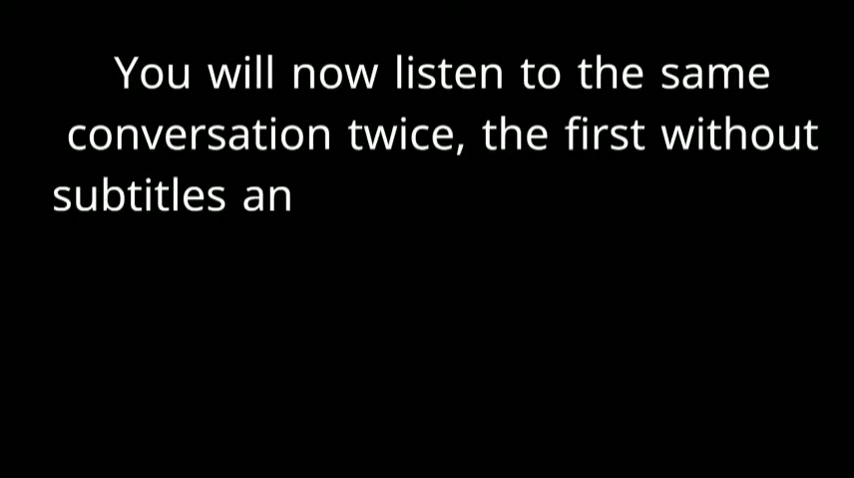 You will now listen to the same
conversation twice, the first without
subtitles an